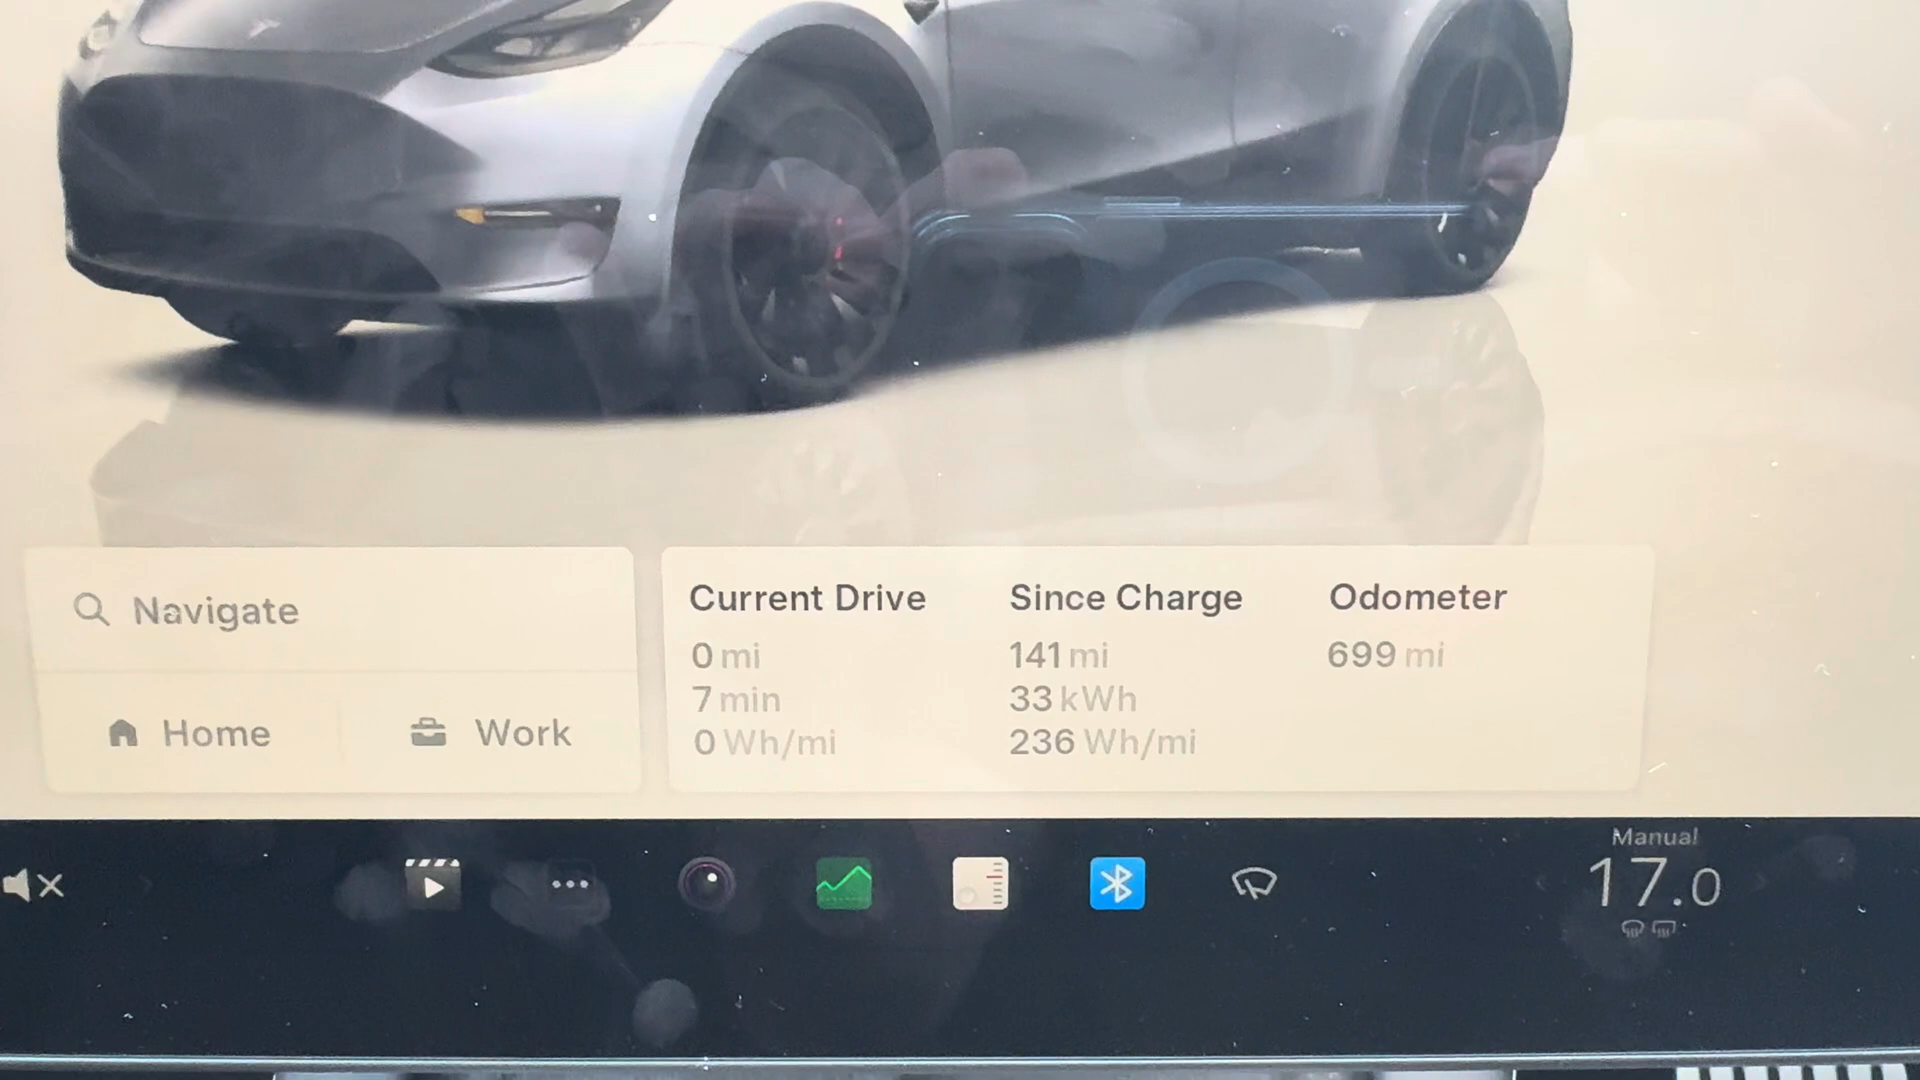 Navigate
Home
Work
Current Drive
0 mi
7 min
0 Wh/mi
Since Charge
141 mi
33 kWh
236 Wh/mi
Odometer
699 mi
Manual
17.0